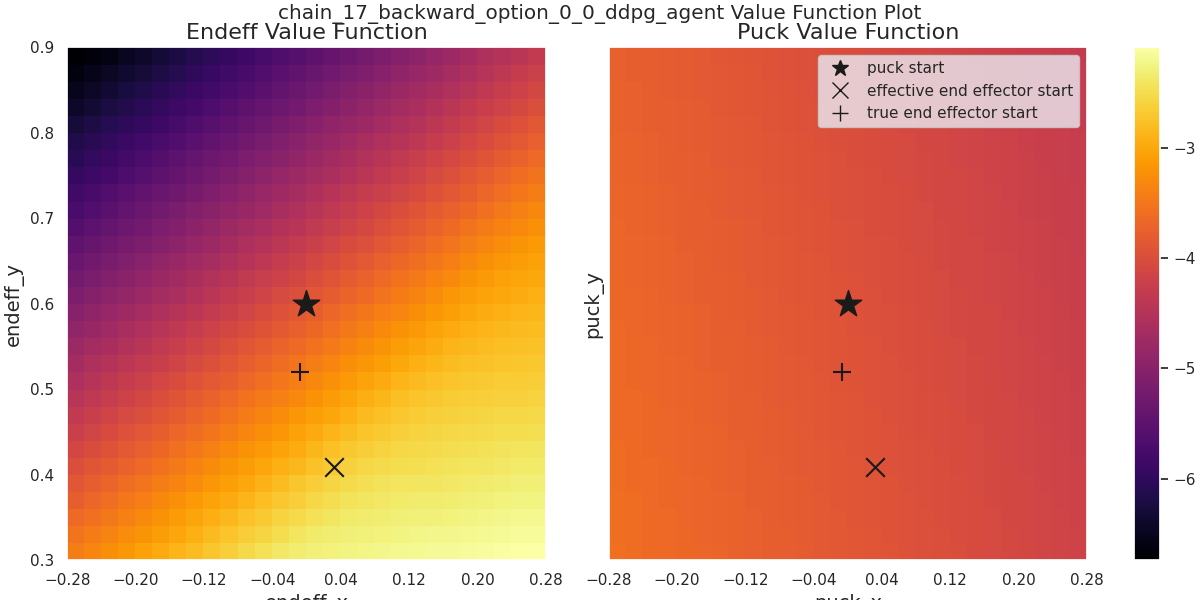 chain_17_backward_option_0_0_ddpg_agent Value Function Plot
Endeff Value Function
Puck Value Function
puck start
effective end effector start
true end effector start
endeff_y
0.9
0.8
0.7
0.6
0.5
0.4
0.3
−0.28 −0.20 −0.12 −0.04 0.04 0.12 0.20 0.28
endeff_x
puck_y
−0.28 −0.20 −0.12 −0.04 0.04 0.12 0.20 0.28
puck_x
−3
−4
−5
−6